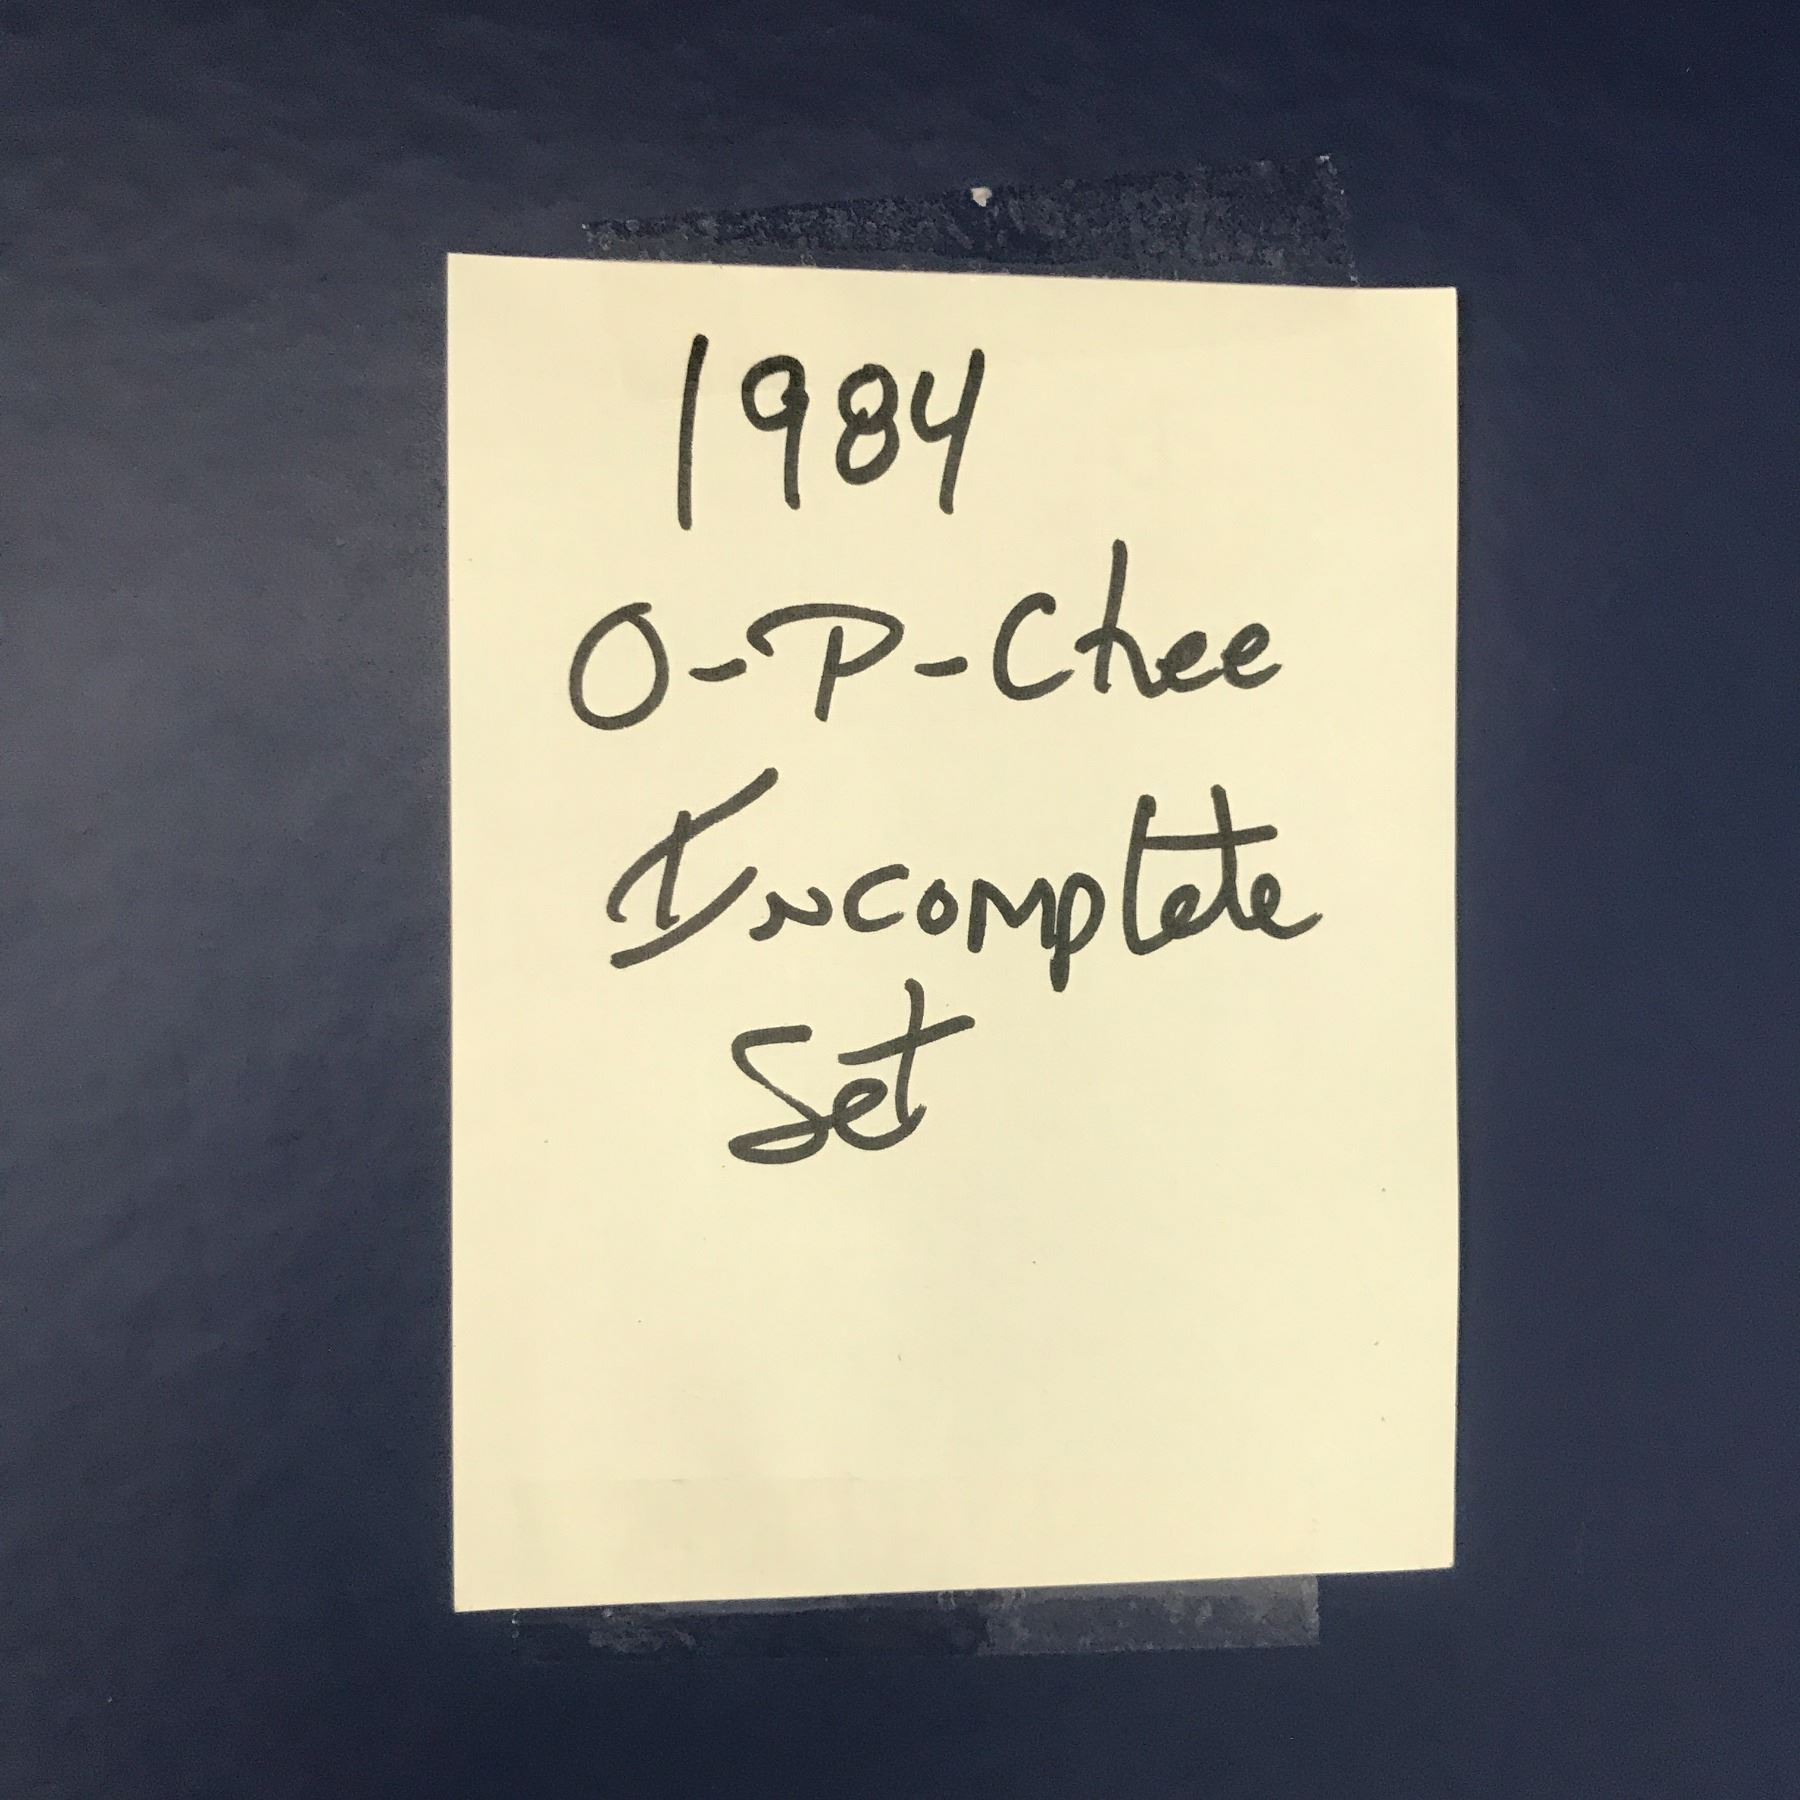 1984
O-P-Chee
Incomplete
Set